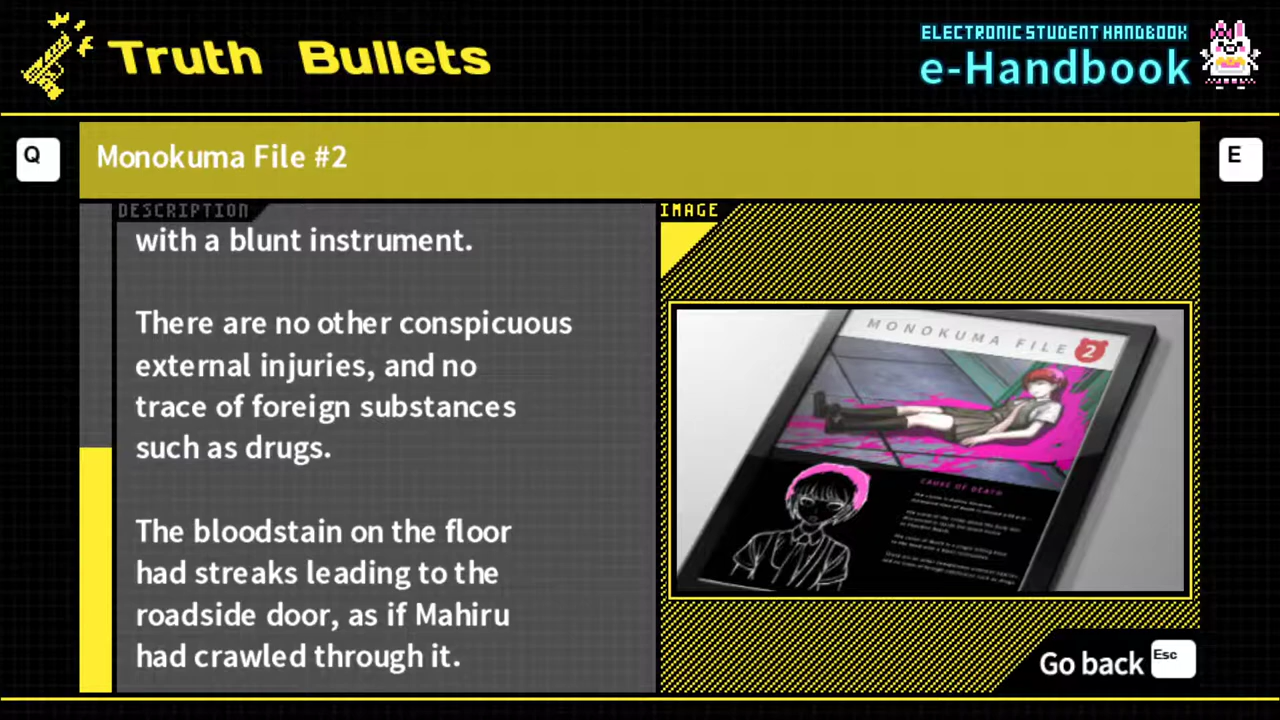 Truth Bullets
ELECTRONIC STUDENT HANDBOOK
e-Handbook
Q
Monokuma File #2
E
DESCRIPTION
with a blunt instrument.
There are no other conspicuous
external injuries, and no
trace of foreign substances
such as drugs.
The bloodstain on the floor
had streaks leading to the
roadside door, as if Mahiru
had crawled through it.
IMAGE
MONOKUMA FILE 2
CAUSE OF DEATH
Go back Esc